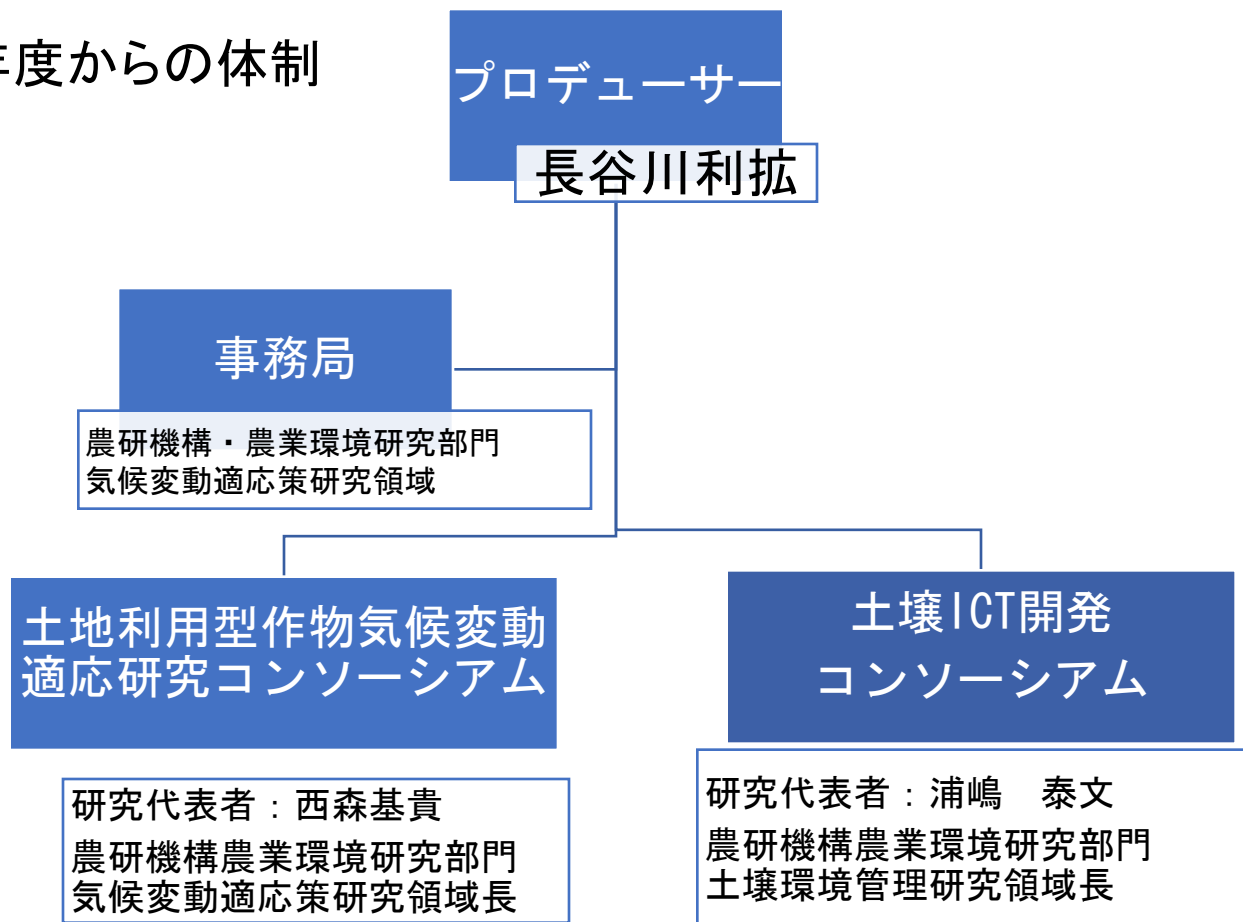 年度からの体制
プロデューサー
長谷川利拡
事務局
農研機構・農業環境研究部門
気候変動適応策研究領域
土地利用型作物気候変動
適応研究コンソーシアム
研究代表者：西森基貴
農研機構農業環境研究部門
気候変動適応策研究領域長
土壌ICT開発
コンソーシアム
研究代表者：浦嶋　泰文
農研機構農業環境研究部門
土壌環境管理研究領域長